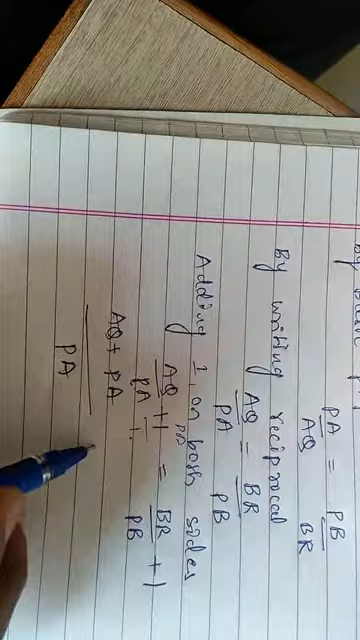 PA/AQ = PB/BR
By writing reciprocal
AQ/PA = BR/PB
Adding 1, on both sides
AQ/PA + 1/1 = BR/PB + 1
AQ + PA
PA